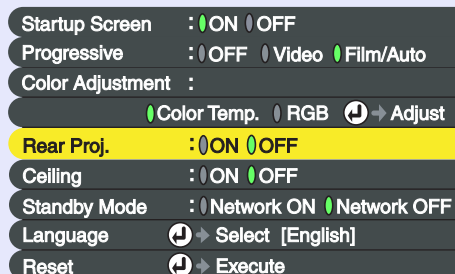 Startup Screen : ON OFF
Progressive : OFF Video Film/Auto
Color Adjustment :
Color Temp. RGB Adjust
Rear Proj. : ON OFF
Ceiling : ON OFF
Standby Mode : Network ON Network OFF
Language Select [English]
Reset Execute